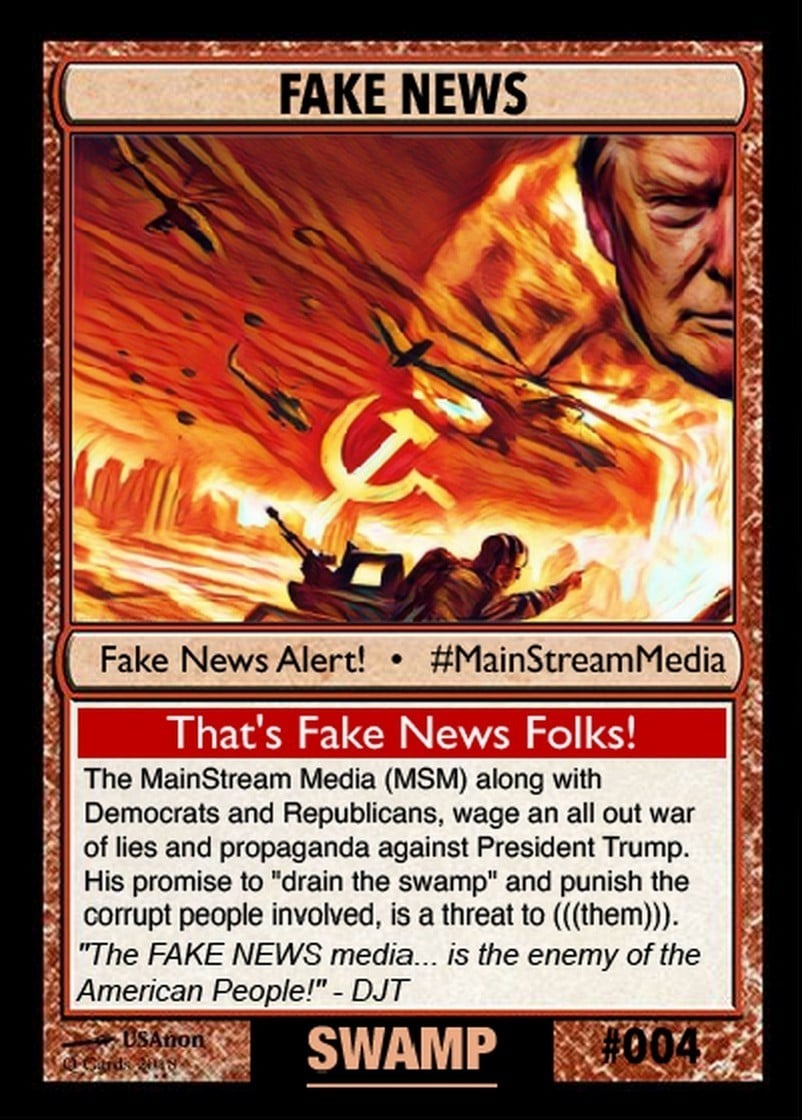 FAKE NEWS
Fake News Alert! • #MainStreamMedia
That's Fake News Folks!
The MainStream Media (MSM) along with
Democrats and Republicans, wage an all out war
of lies and propaganda against President Trump.
His promise to "drain the swamp" and punish the
corrupt people involved, is a threat to (((them))).
"The FAKE NEWS media... is the enemy of the
American People!" - DJT
USAnon
Q Cards 2018
SWAMP
#004